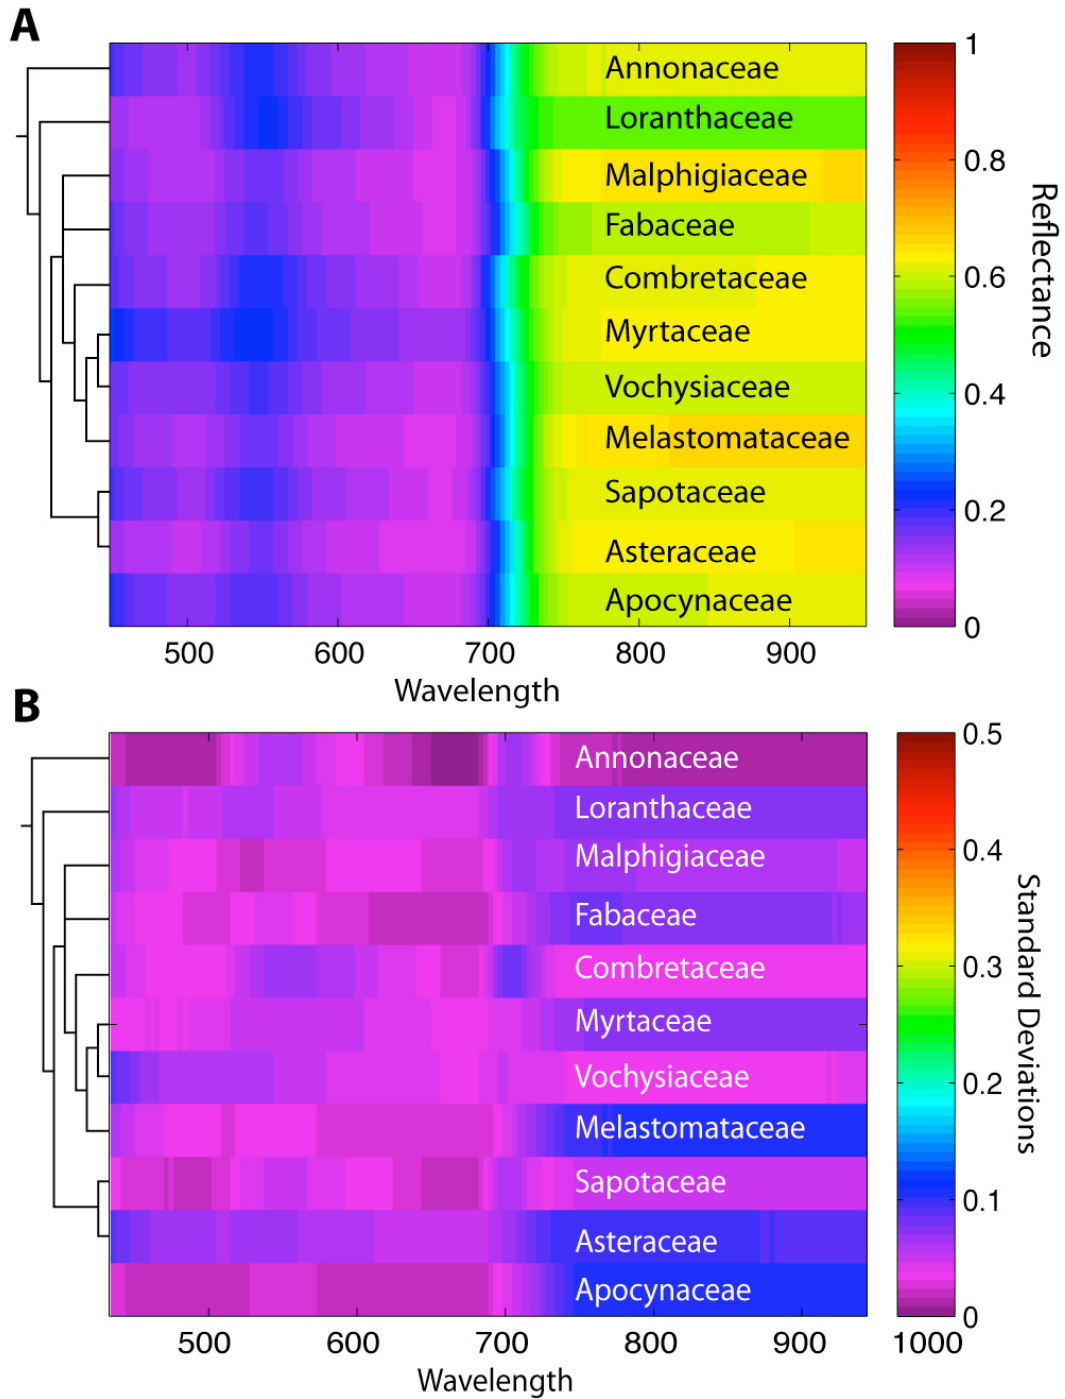 A
Annonaceae
Loranthaceae
Malphigiaceae
Fabaceae
Combretaceae
Myrtaceae
Vochysiaceae
Melastomataceae
Sapotaceae
Asteraceae
Apocynaceae
500 600 700 800 900
Wavelength
1
0.8
0.6
0.4
0.2
0
Reflectance
B
Annonaceae
Loranthaceae
Malphigiaceae
Fabaceae
Combretaceae
Myrtaceae
Vochysiaceae
Melastomataceae
Sapotaceae
Asteraceae
Apocynaceae
500 600 700 800 900 1000
Wavelength
0.5
0.4
0.3
0.2
0.1
0
Standard Deviations